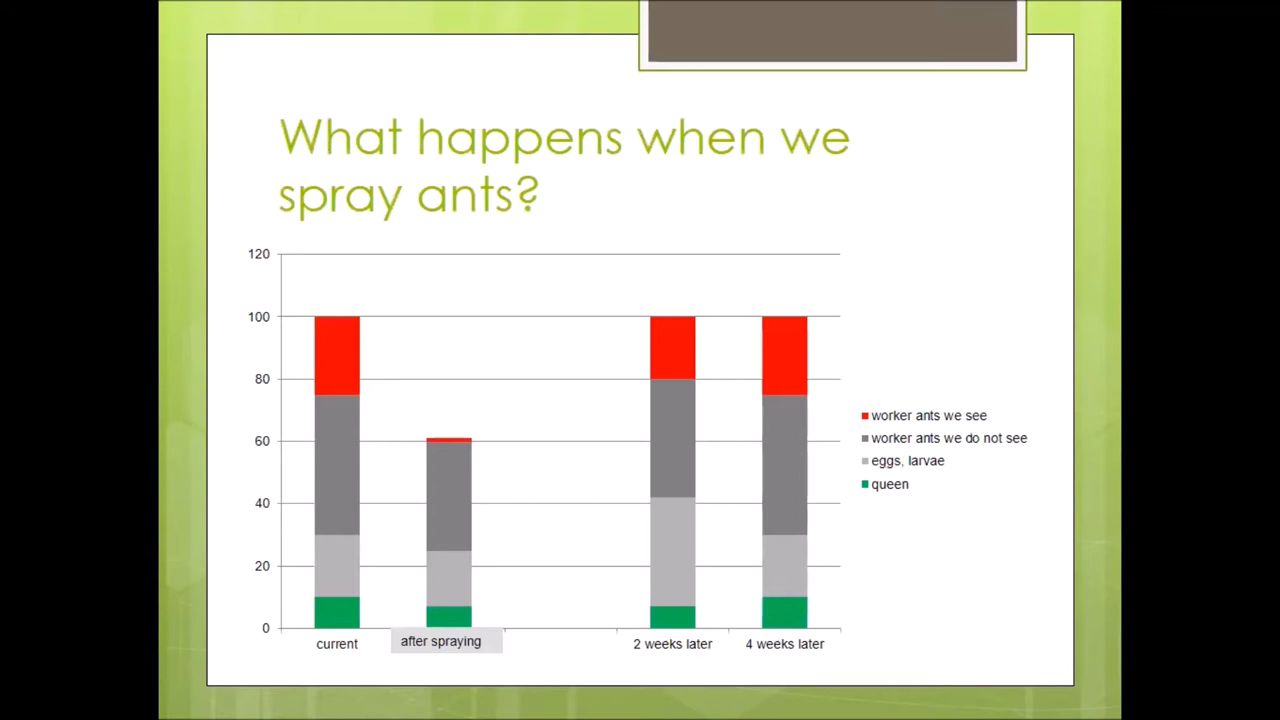 What happens when we
spray ants?
120
100
80
60
40
20
0
current
after spraying
2 weeks later
4 weeks later
worker ants we see
worker ants we do not see
eggs, larvae
queen